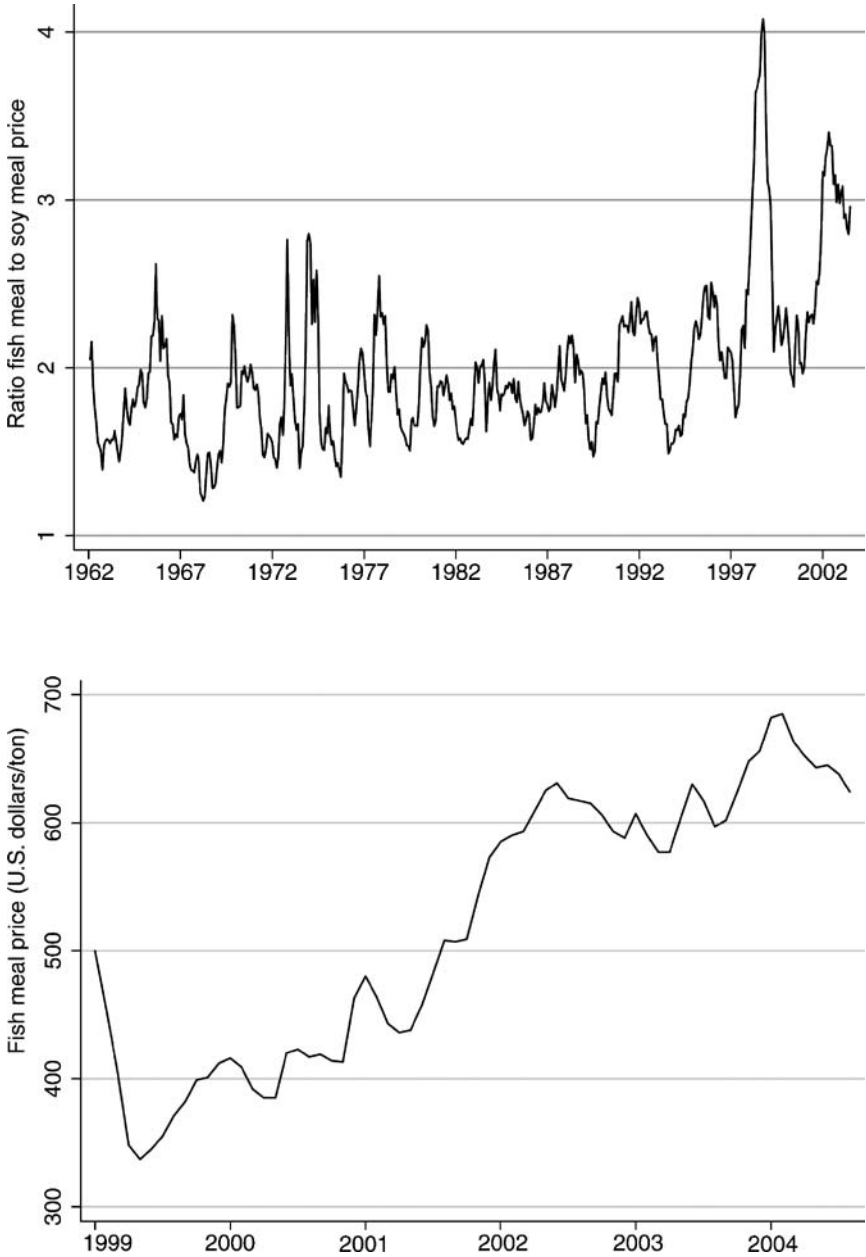 Ratio fish meal to soy meal price
4
3
2
1
1962 1967 1972 1977 1982 1987 1992 1997 2002
Fish meal price (U.S. dollars/ton)
700
600
500
400
300
1999 2000 2001 2002 2003 2004